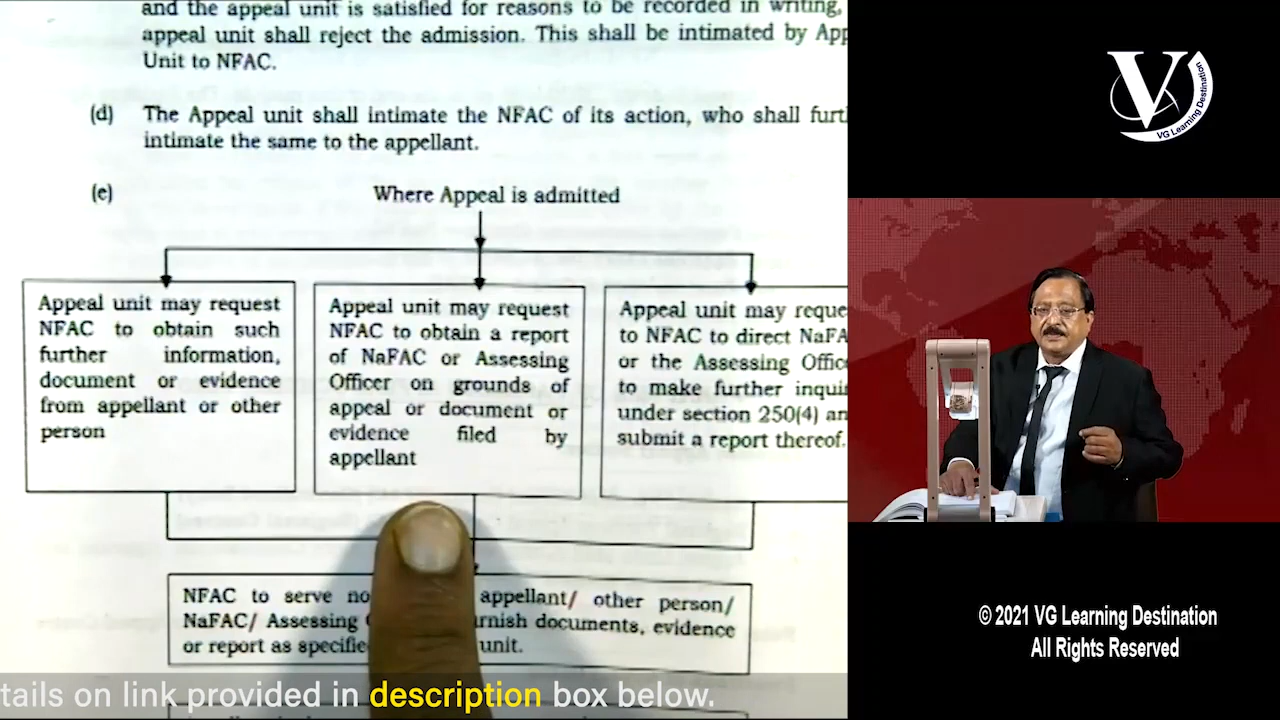 and the appeal unit is satisfied for reasons to be recorded in writing,
appeal unit shall reject the admission. This shall be intimated by App
Unit to NFAC.
(d) The Appeal unit shall intimate the NFAC of its action, who shall furt
intimate the same to the appellant.
(e) Where Appeal is admitted
Appeal unit may request
NFAC to obtain such
further information,
document or evidence
from appellant or other
person
Appeal unit may request
NFAC to obtain a report
of NaFAC or Assessing
Officer on grounds of
appeal or document or
evidence filed by
appellant
Appeal unit may reque
to NFAC to direct NaFA
or the Assessing Offic
to make further inqui
under section 250(4) an
submit a report thereof.
NFAC to serve no appellant/ other person/
NaFAC/ Assessing rnish documents, evidence
or report as specifie unit.
tails on link provided in description box below.
V
VG Learning Destination
© 2021 VG Learning Destination
All Rights Reserved